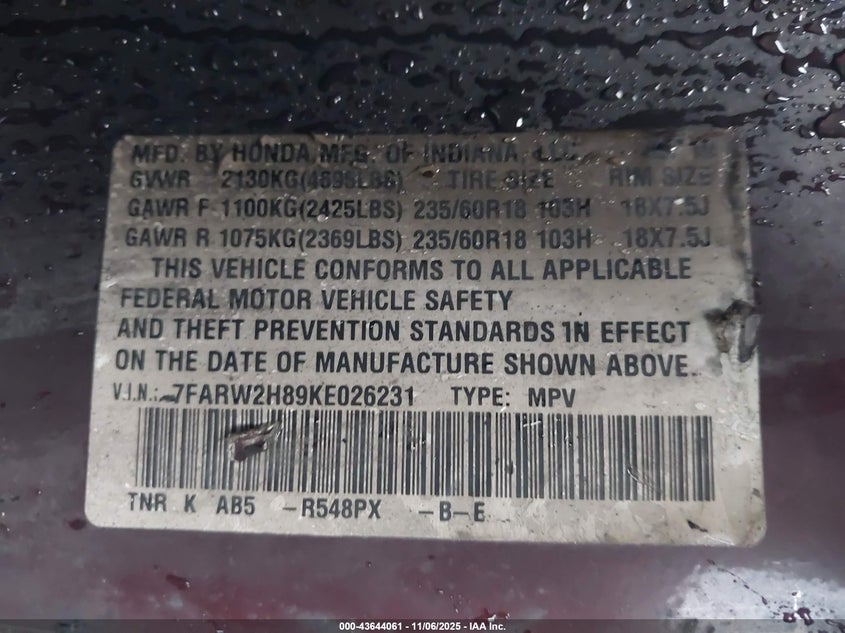 MFD. BY HONDA MFG. OF INDIANA, LLC
GVWR 2130KG(4695LBS) TIRE SIZE RIM SIZE
GAWR F 1100KG(2425LBS) 235/60R18 103H 18X7.5J
GAWR R 1075KG(2369LBS) 235/60R18 103H 18X7.5J
THIS VEHICLE CONFORMS TO ALL APPLICABLE
FEDERAL MOTOR VEHICLE SAFETY
AND THEFT PREVENTION STANDARDS IN EFFECT
ON THE DATE OF MANUFACTURE SHOWN ABOVE.
V.I.N.: 7FARW2H89KE026231 TYPE: MPV
TNR K AB5 -R548PX -B-E
000-43644061 - 11/06/2025 - IAA Inc.